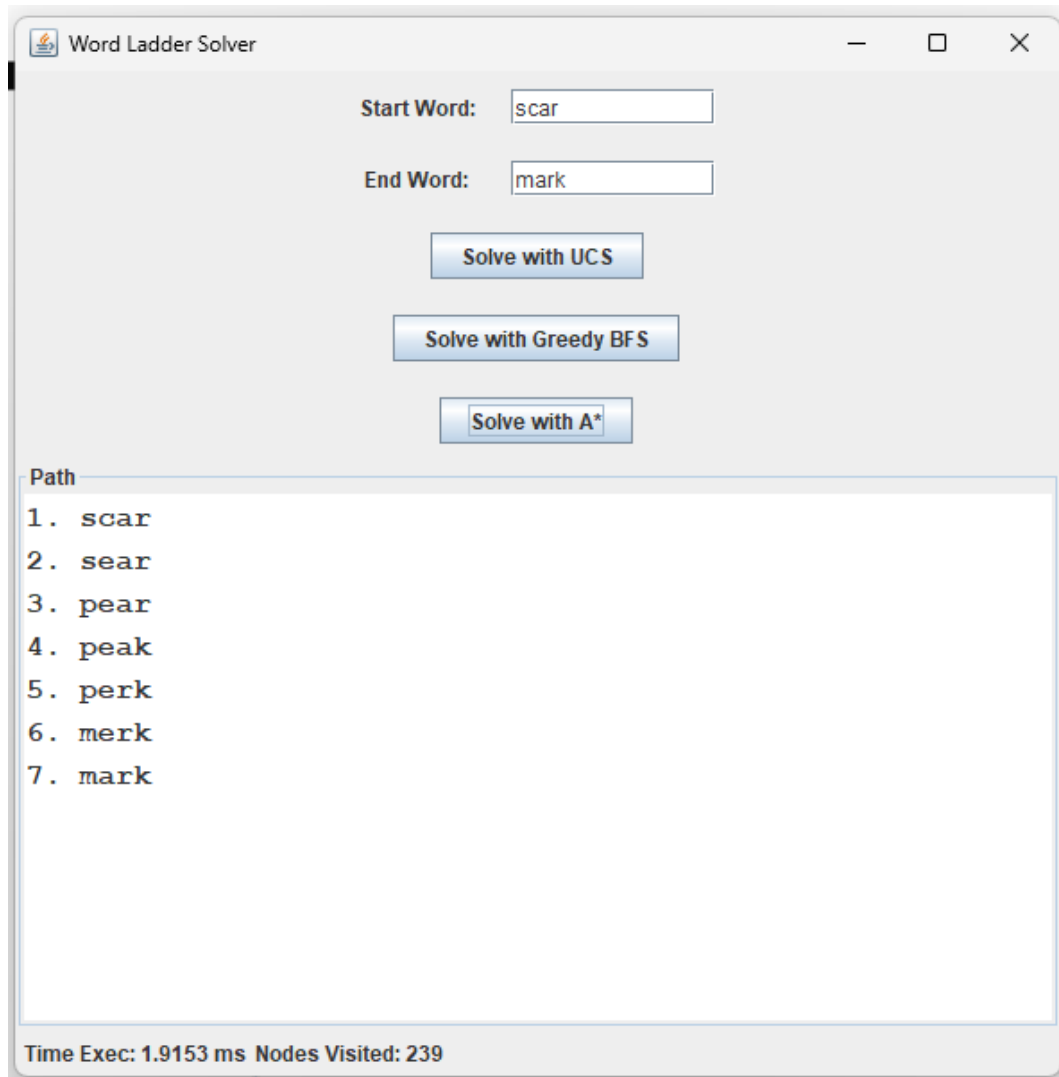 Word Ladder Solver
Start Word: scar
End Word: mark
Solve with UCS
Solve with Greedy BFS
Solve with A*
Path
1. scar
2. sear
3. pear
4. peak
5. perk
6. merk
7. mark
Time Exec: 1.9153 ms Nodes Visited: 239